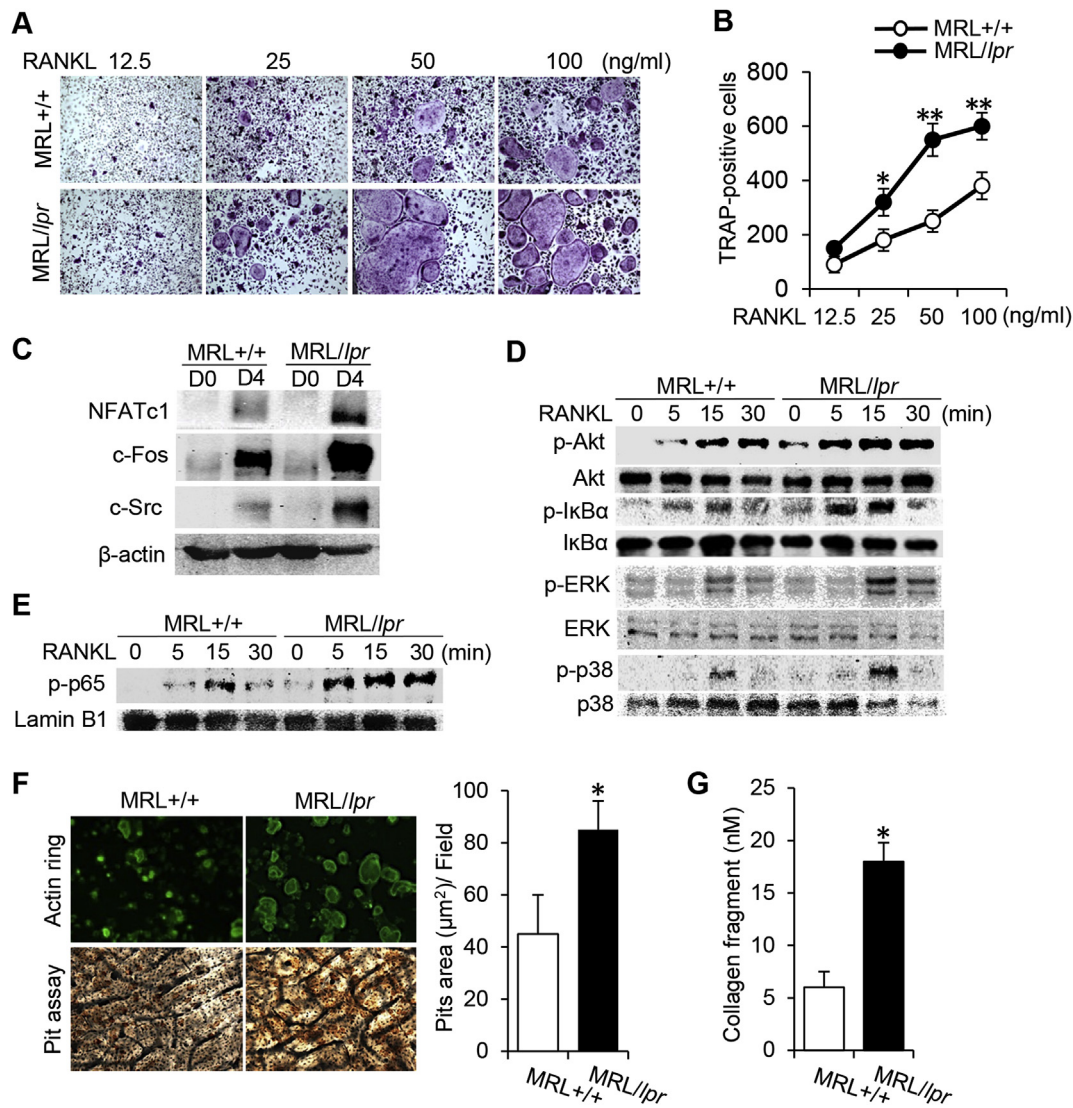 A
RANKL 12.5 25 50 100 (ng/ml)
MRL+/+
MRL/lpr
B
MRL+/+
MRL/lpr
TRAP-positive cells
800
600
400
200
0
*
**
**
RANKL 12.5 25 50 100 (ng/ml)
C
MRL+/+ MRL/lpr
D0 D4 D0 D4
NFATc1
c-Fos
c-Src
β-actin
D
MRL+/+ MRL/lpr
RANKL 0 5 15 30 0 5 15 30 (min)
p-Akt
Akt
p-IκBα
IκBα
p-ERK
ERK
p-p38
p38
E
MRL+/+ MRL/lpr
RANKL 0 5 15 30 0 5 15 30 (min)
p-p65
Lamin B1
F
MRL+/+ MRL/lpr
Actin ring
Pit assay
Pits area (μm²)/ Field
100
80
60
40
20
0
*
MRL+/+
MRL/lpr
G
Collagen fragment (nM)
25
20
15
10
5
0
*
MRL+/+
MRL/lpr